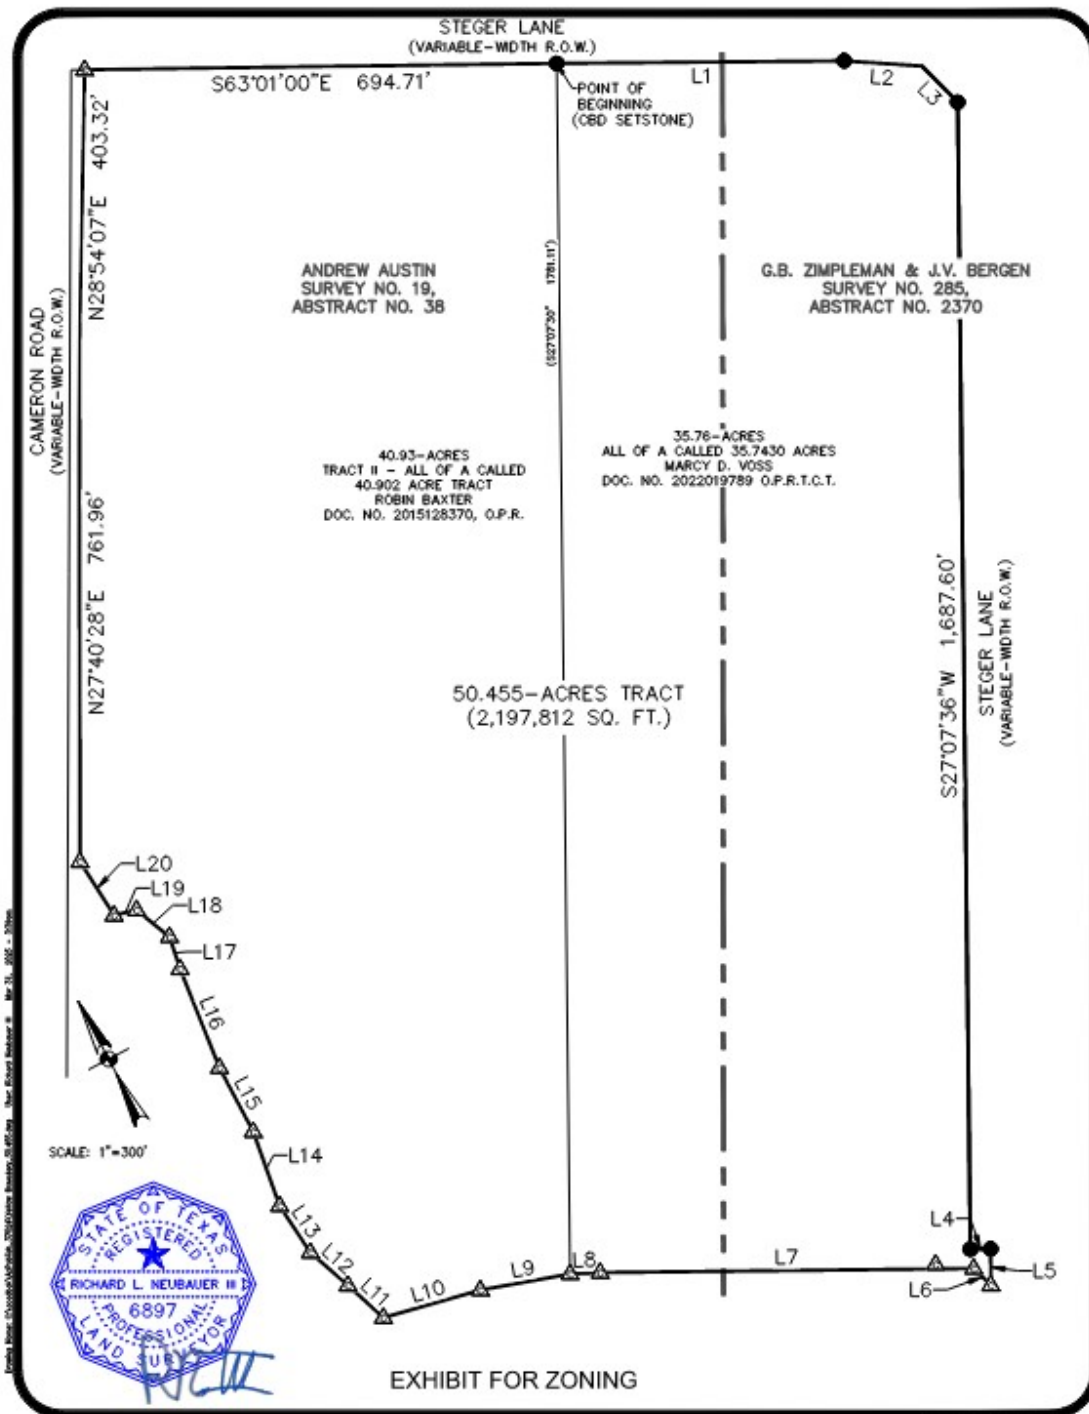 STEGER LANE
(VARIABLE-WIDTH R.O.W.)
S63°01'00"E 694.71'
L1
L2
L3
POINT OF
BEGINNING
(CBD SETSTONE)
N28°54'07"E 403.32'
CAMERON ROAD
(VARIABLE-WIDTH R.O.W.)
ANDREW AUSTIN
SURVEY NO. 19,
ABSTRACT NO. 38
(S27°07'30" 1781.11')
G.B. ZIMPLEMAN & J.V. BERGEN
SURVEY NO. 285,
ABSTRACT NO. 2370
40.93-ACRES
TRACT II - ALL OF A CALLED
40.902 ACRE TRACT
ROBIN BAXTER
DOC. NO. 2015128370, O.P.R.
35.76-ACRES
ALL OF A CALLED 35.7430 ACRES
MARCY D. VOSS
DOC. NO. 2022019789 O.P.R.T.C.T.
N27°40'28"E 761.96'
S27°07'36"W 1,687.60'
STEGER LANE
(VARIABLE-WIDTH R.O.W.)
50.455-ACRES TRACT
(2,197,812 SQ. FT.)
L20
L19
L18
L17
L16
L15
L14
L13
L12
L11
L10
L9
L8
L7
L4
L5
L6
SCALE: 1"=300'
STATE OF TEXAS
REGISTERED
RICHARD L. NEUBAUER III
6897
PROFESSIONAL
LAND SURVEYOR
EXHIBIT FOR ZONING